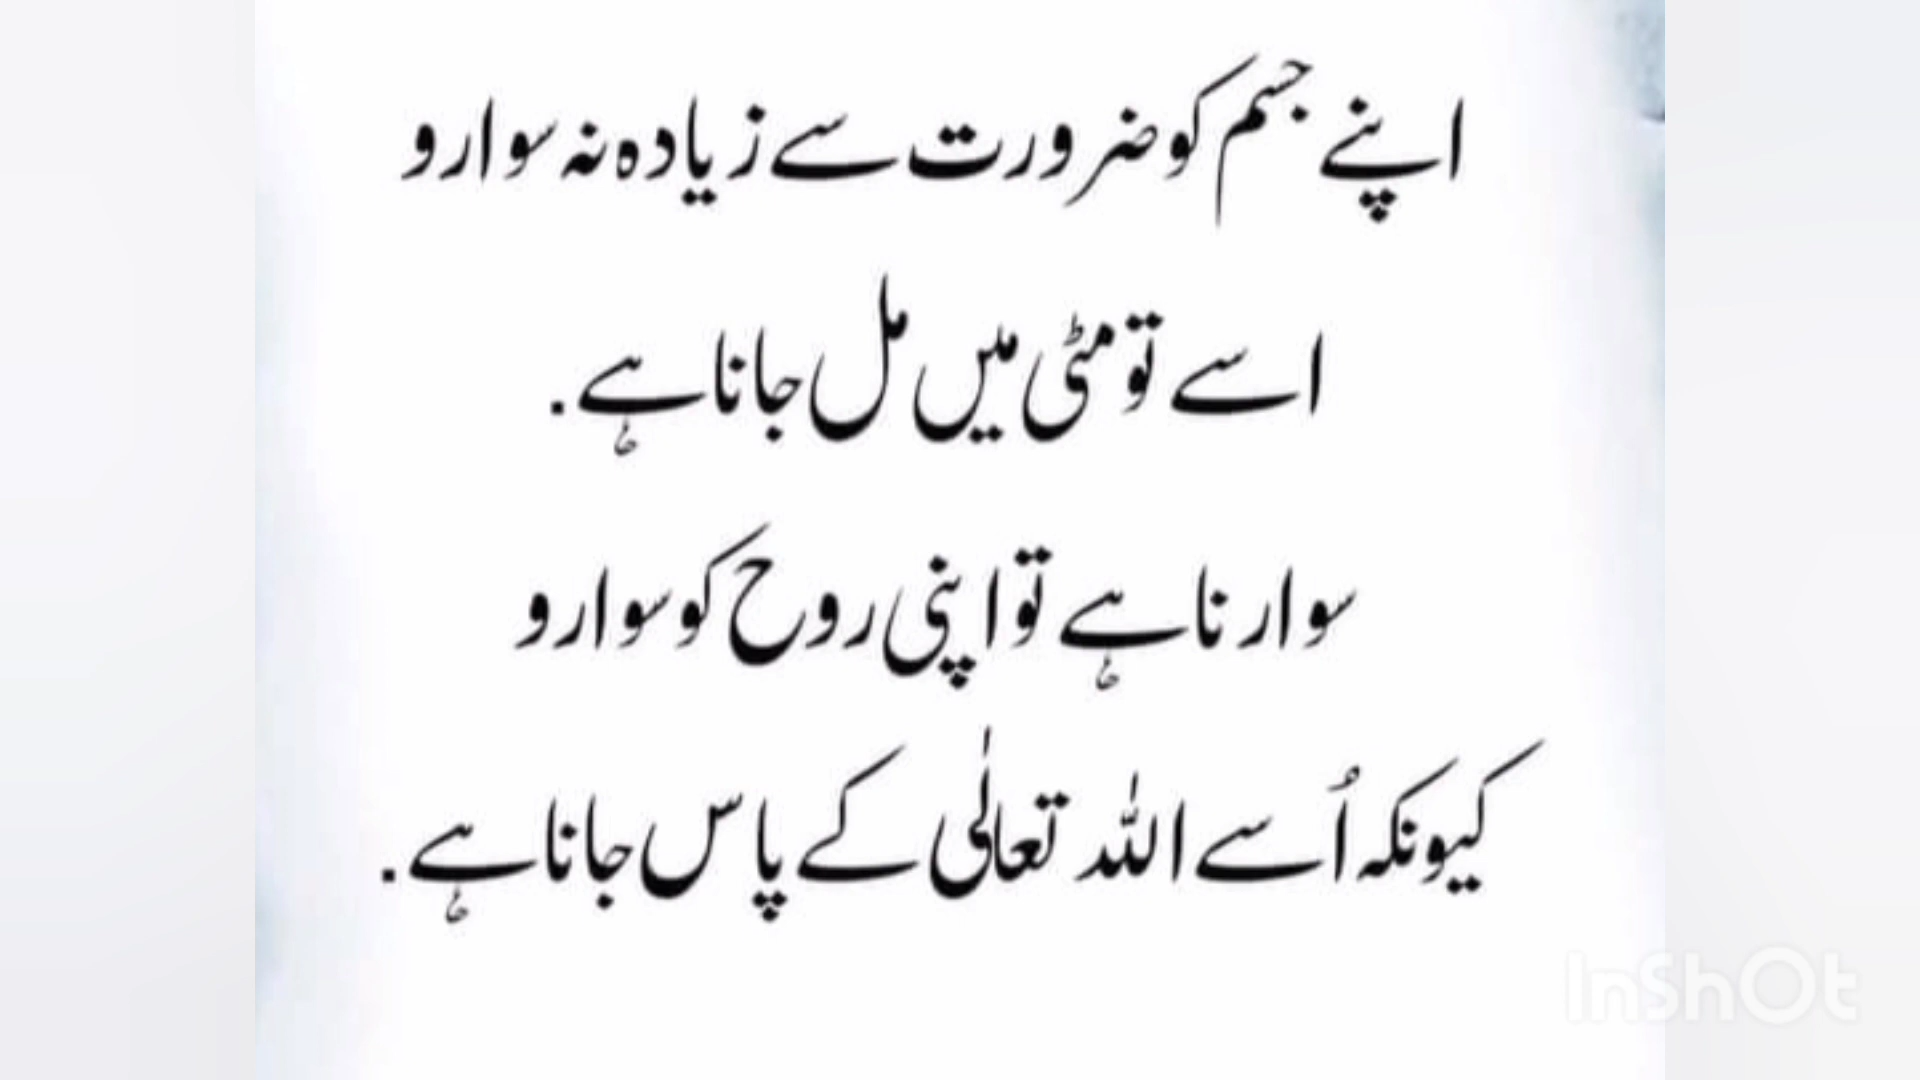 اپنے جسم کو ضرورت سے زیادہ نہ سوارو
اسے تو مٹی میں مل جانا ہے.
سوارنا ہے تو اپنی روح کو سوارو
کیونکہ اُسے اللہ تعالٰی کے پاس جانا ہے.
InShOt